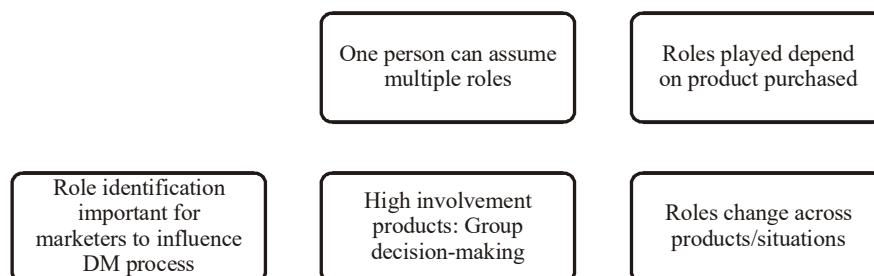 One person can assume
multiple roles
Roles played depend
on product purchased
Role identification
important for
marketers to influence
DM process
High involvement
products: Group
decision-making
Roles change across
products/situations